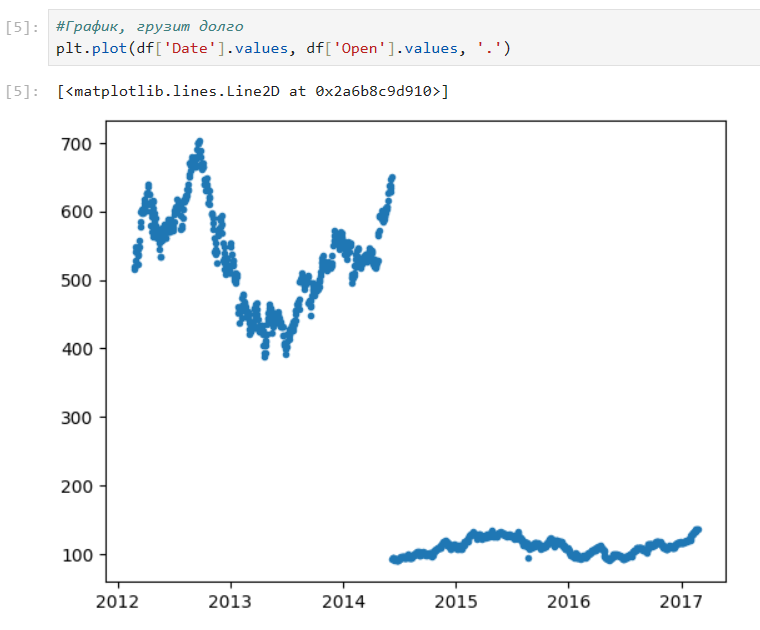 [5]: #График, грузит долго
plt.plot(df['Date'].values, df['Open'].values, '.')
[5]: [<matplotlib.lines.Line2D at 0x2a6b8c9d910>]
700
600
500
400
300
200
100
2012 2013 2014 2015 2016 2017